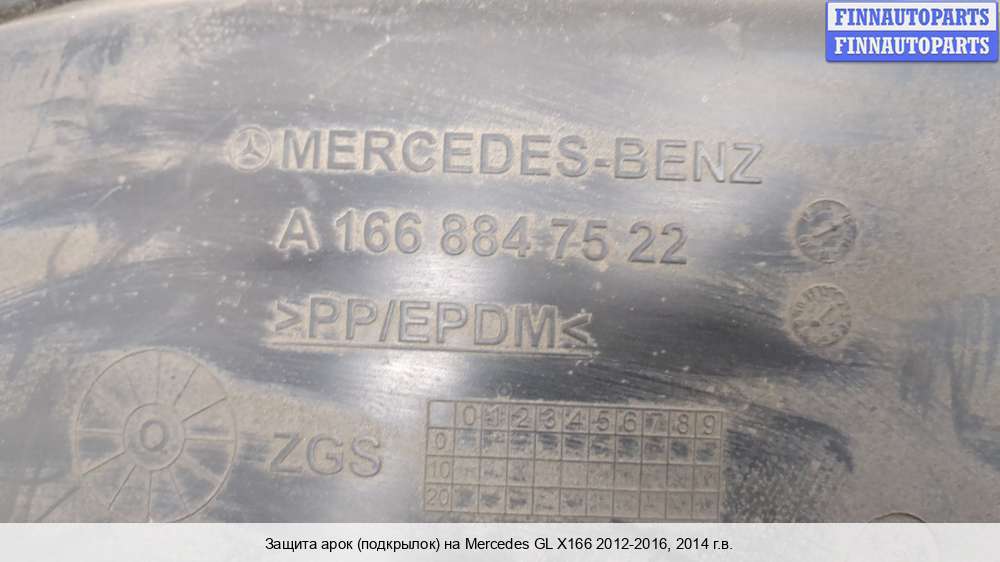 FINNAUTOPARTS
FINNAUTOPARTS
MERCEDES-BENZ
A 166 884 75 22
>PP/EPDM<
Q
ZGS
0 1 2 3 4 5 6 7 8 9
0
10
20
Защита арок (подкрылок) на Mercedes GL X166 2012-2016, 2014 г.в.